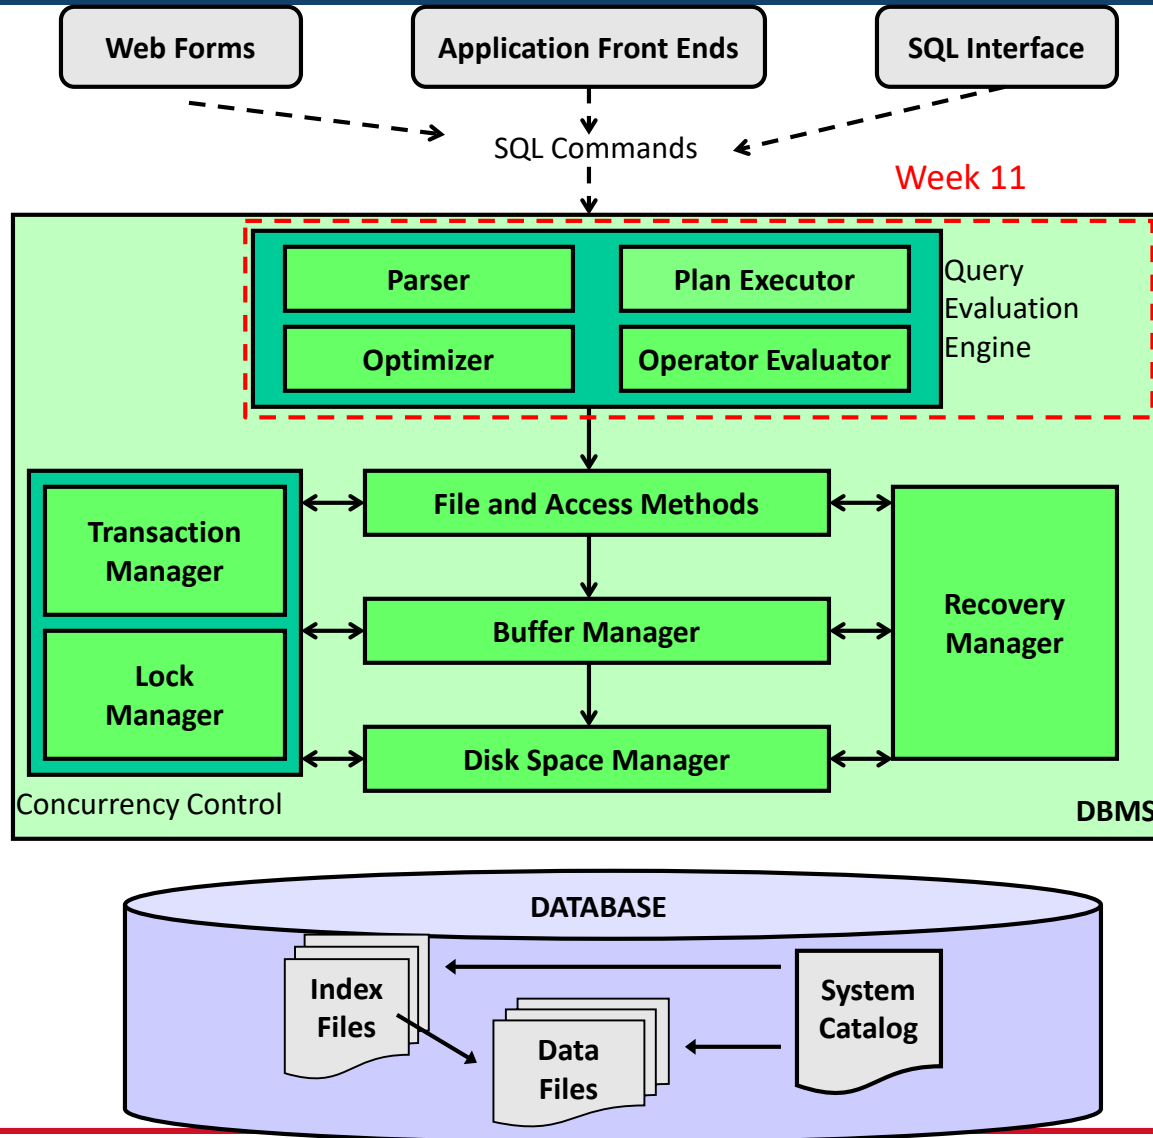 Web Forms
Application Front Ends
SQL Interface
SQL Commands
Week 11
Parser
Plan Executor
Optimizer
Operator Evaluator
Query
Evaluation
Engine
Transaction
Manager
Lock
Manager
Concurrency Control
File and Access Methods
Buffer Manager
Disk Space Manager
Recovery
Manager
DBMS
DATABASE
Index
Files
Data
Files
System
Catalog